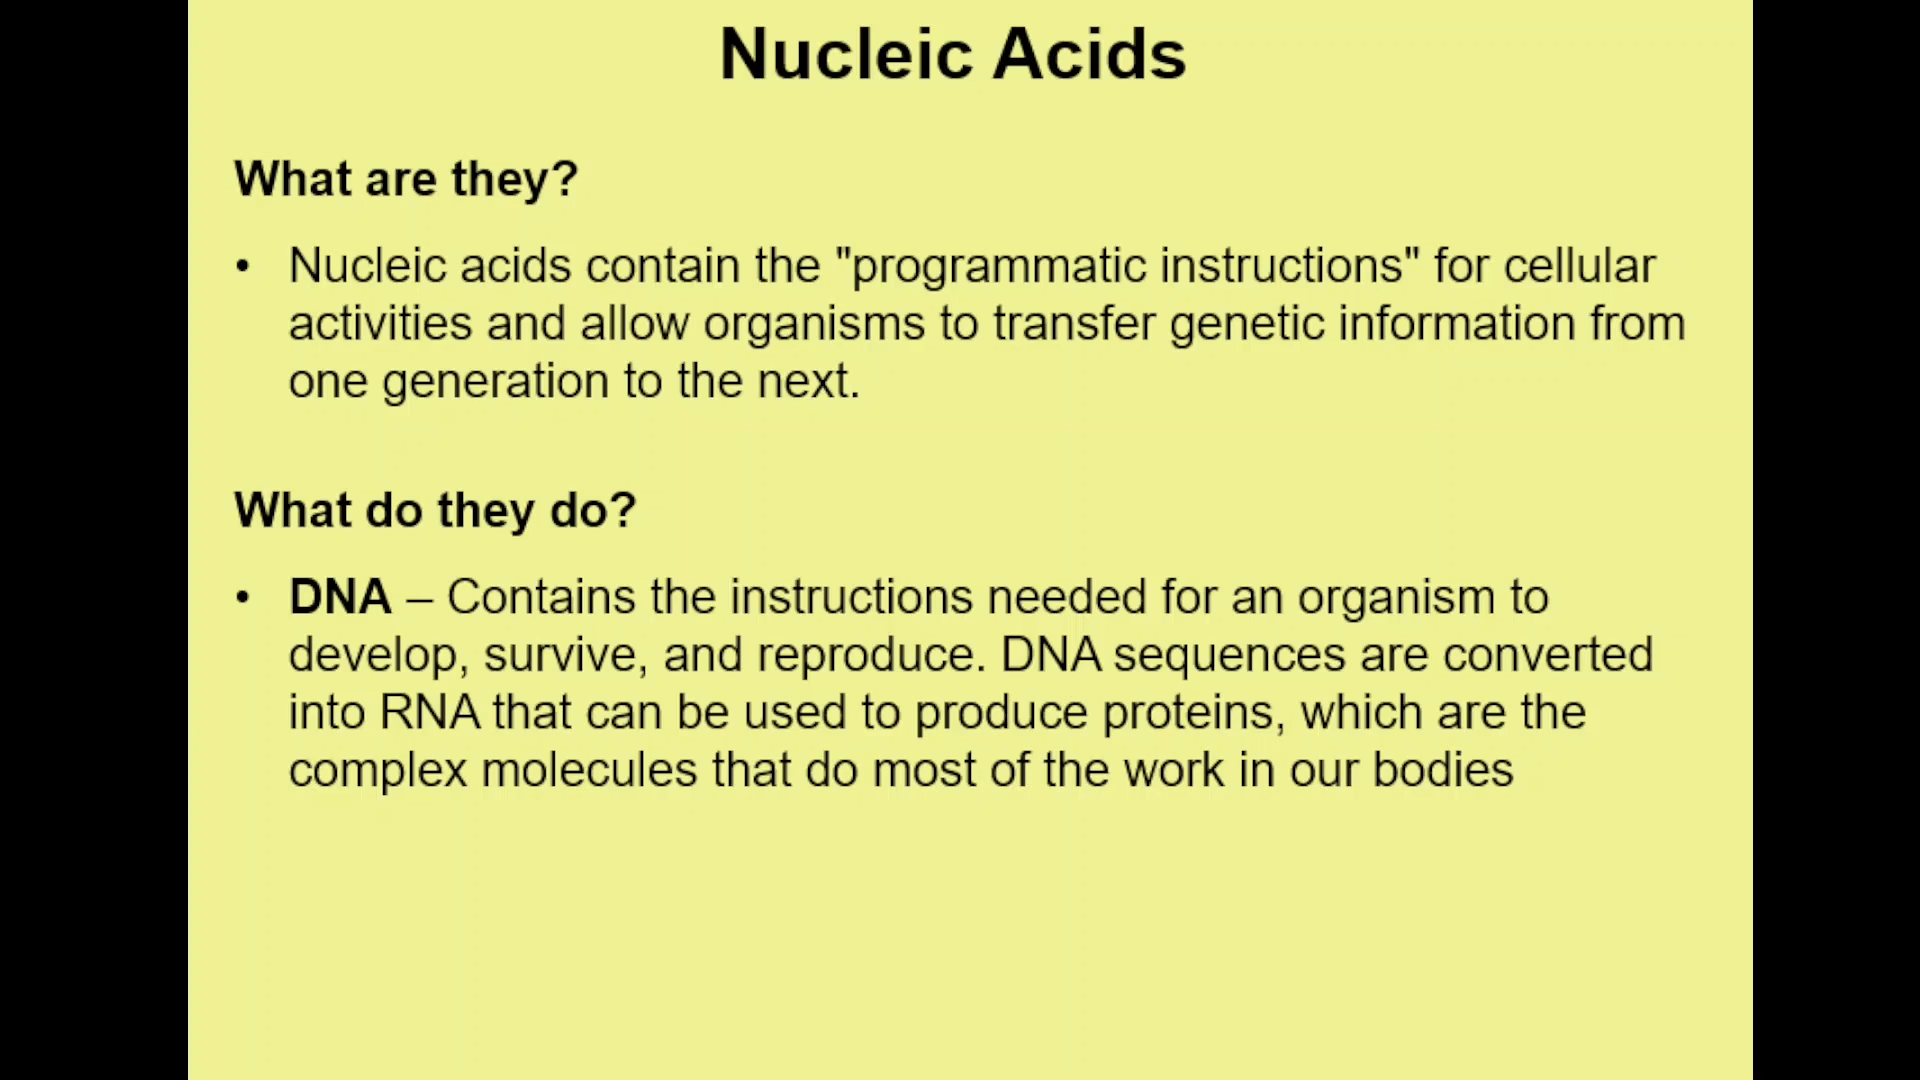 Nucleic Acids
What are they?
• Nucleic acids contain the "programmatic instructions" for cellular
activities and allow organisms to transfer genetic information from
one generation to the next.
What do they do?
• DNA – Contains the instructions needed for an organism to
develop, survive, and reproduce. DNA sequences are converted
into RNA that can be used to produce proteins, which are the
complex molecules that do most of the work in our bodies